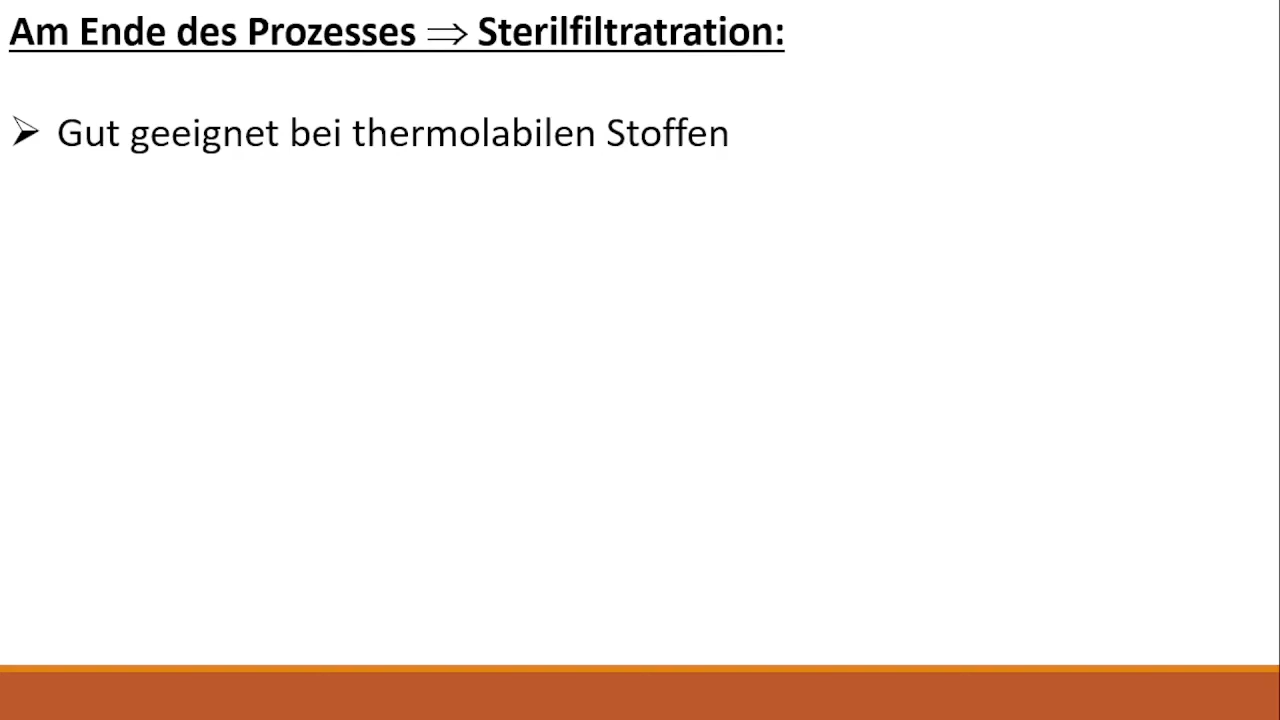 Am Ende des Prozesses ⇒ Sterilfiltratration:
➢ Gut geeignet bei thermolabilen Stoffen